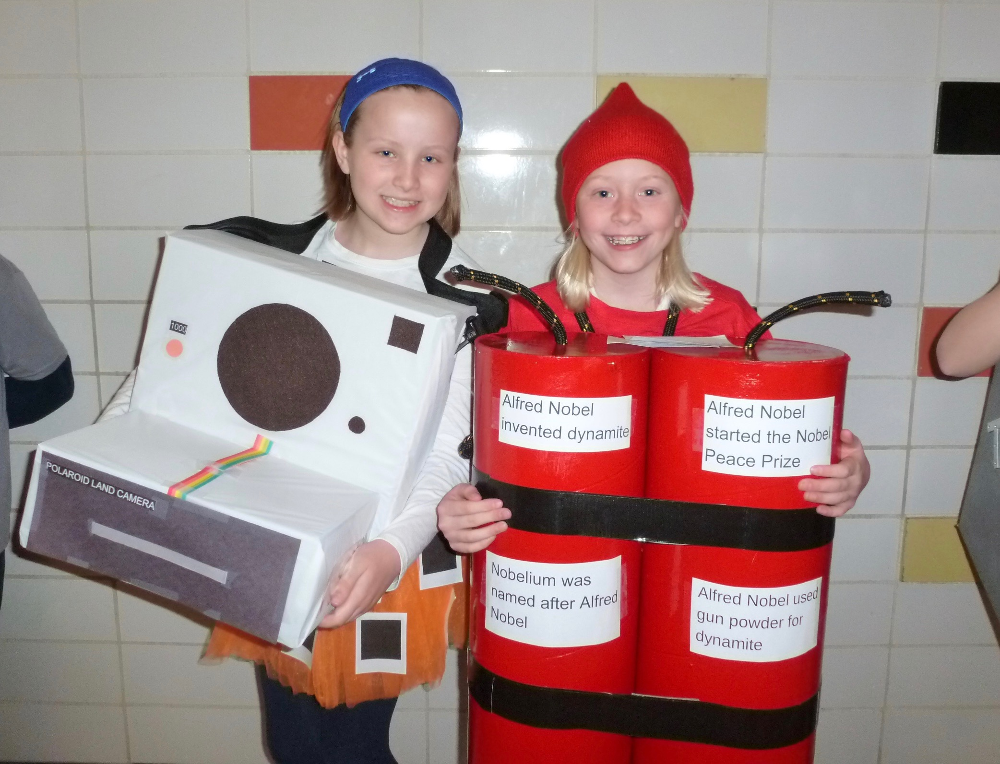 1000
POLAROID LAND CAMERA
Alfred Nobel
invented dynamite
Alfred Nobel
started the Nobel
Peace Prize
Nobelium was
named after Alfred
Nobel
Alfred Nobel used
gun powder for
dynamite